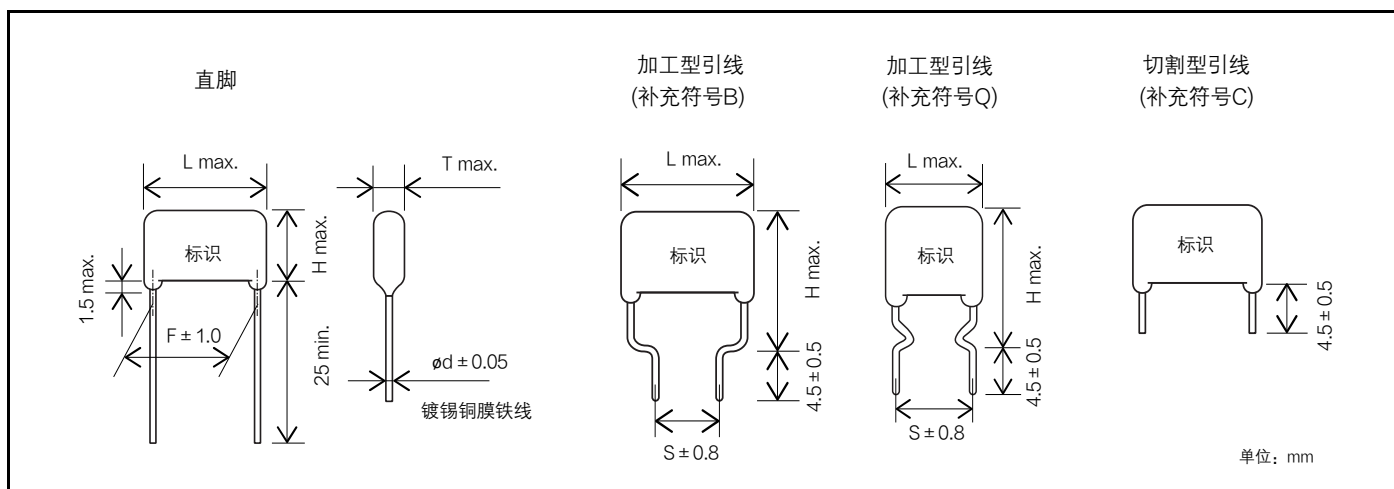 直脚
L max.
T max.
标识
H max.
1.5 max.
F ± 1.0
25 min.
ød ± 0.05
镀锡铜膜铁线
加工型引线
(补充符号B)
L max.
标识
H max.
4.5 ± 0.5
S ± 0.8
加工型引线
(补充符号Q)
L max.
标识
H max.
4.5 ± 0.5
S ± 0.8
切割型引线
(补充符号C)
标识
4.5 ± 0.5
单位：mm